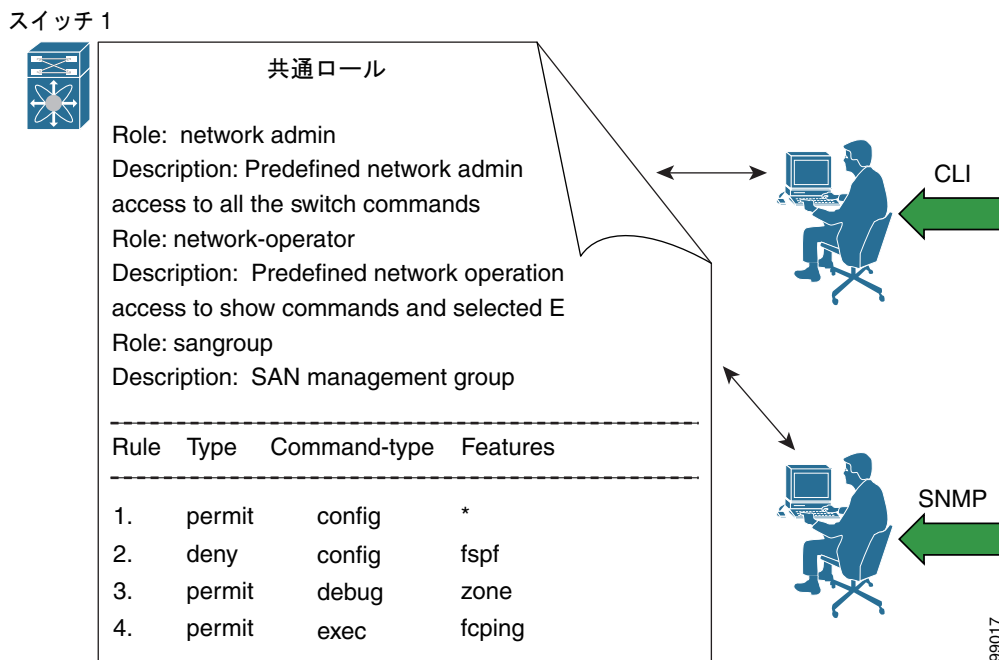 スイッチ 1
共通ロール
Role:  network admin
Description: Predefined network admin
access to all the switch commands
Role: network-operator
Description:  Predefined network operation
access to show commands and selected E
Role: sangroup
Description:  SAN management group
Rule Type Command-type Features
1. permit config *
2. deny config fspf
3. permit debug zone
4. permit exec fcping
CLI
SNMP
99017